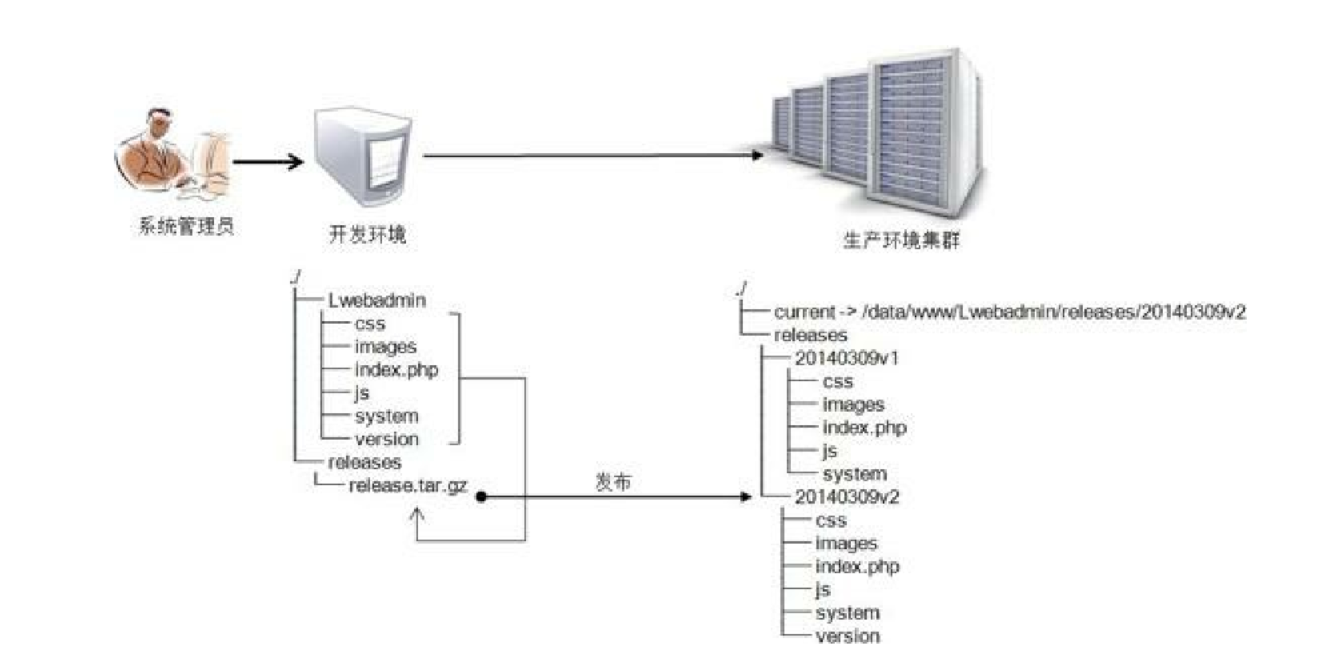 系统管理员
开发环境
生产环境集群
./
Lwebadmin
css
images
index.php
js
system
version
releases
release.tar.gz
发布
./
current -> /data/www/Lwebadmin/releases/20140309v2
releases
20140309v1
css
images
index.php
js
system
20140309v2
css
images
index.php
js
system
version